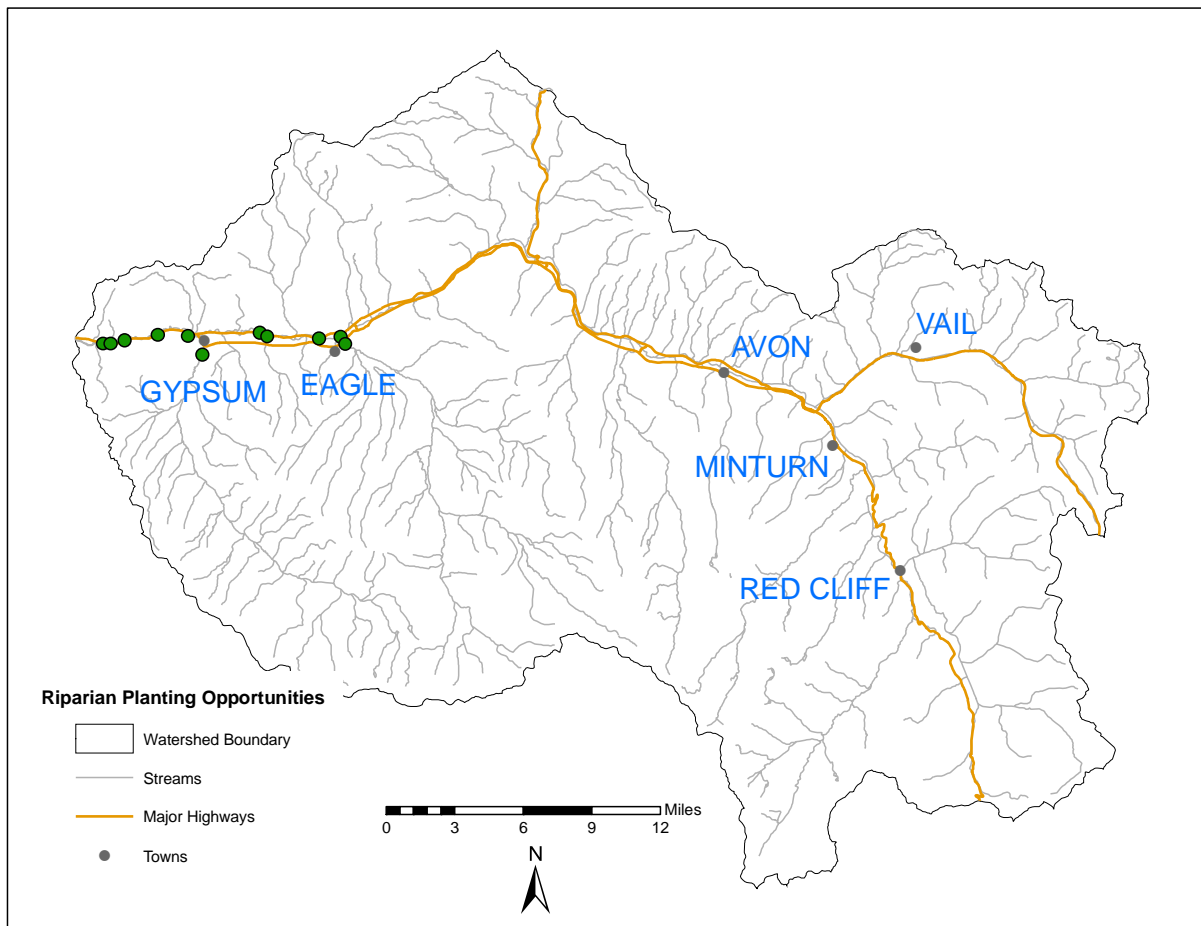 VAIL
AVON
GYPSUM
EAGLE
MINTURN
RED CLIFF
Riparian Planting Opportunities
Watershed Boundary
Streams
Major Highways
Towns
Miles
0 3 6 9 12
N